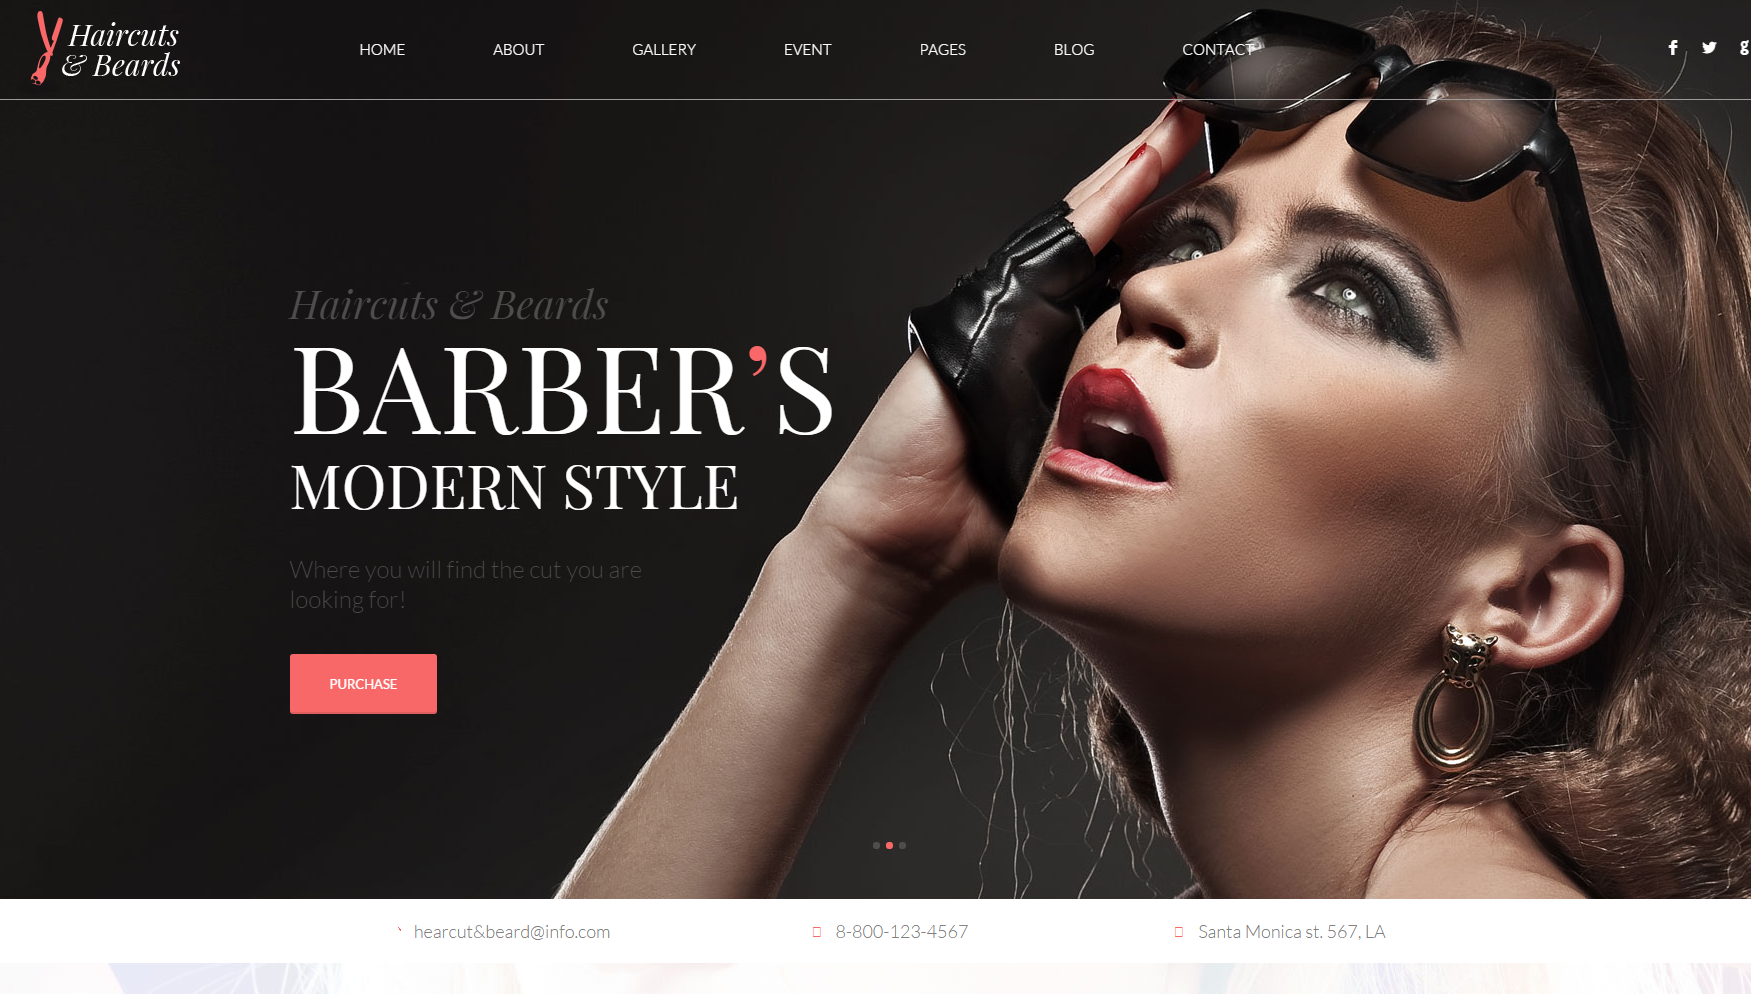 Haircuts
& Beards
HOME
ABOUT
GALLERY
EVENT
PAGES
BLOG
CONTACT
Haircuts & Beards
BARBER'S
MODERN STYLE
Where you will find the cut you are
looking for!
PURCHASE
hearcut&beard@info.com
8-800-123-4567
Santa Monica st. 567, LA